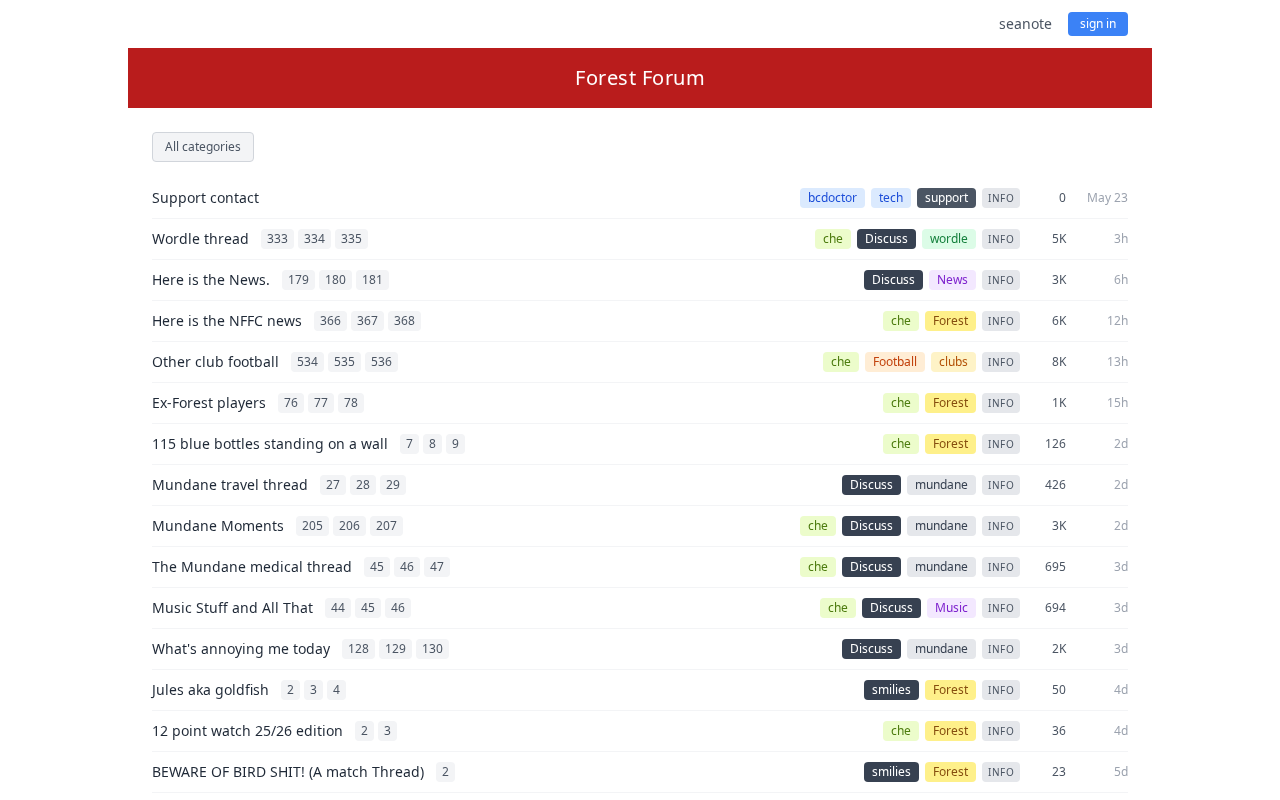 seanote sign in
Forest Forum
All categories
Support contact bcdoctor tech support INFO 0 May 23
Wordle thread 333 334 335 che Discuss wordle INFO 5K 3h
Here is the News. 179 180 181 Discuss News INFO 3K 6h
Here is the NFFC news 366 367 368 che Forest INFO 6K 12h
Other club football 534 535 536 che Football clubs INFO 8K 13h
Ex-Forest players 76 77 78 che Forest INFO 1K 15h
115 blue bottles standing on a wall 7 8 9 che Forest INFO 126 2d
Mundane travel thread 27 28 29 Discuss mundane INFO 426 2d
Mundane Moments 205 206 207 che Discuss mundane INFO 3K 2d
The Mundane medical thread 45 46 47 che Discuss mundane INFO 695 3d
Music Stuff and All That 44 45 46 che Discuss Music INFO 694 3d
What's annoying me today 128 129 130 Discuss mundane INFO 2K 3d
Jules aka goldfish 2 3 4 smilies Forest INFO 50 4d
12 point watch 25/26 edition 2 3 che Forest INFO 36 4d
BEWARE OF BIRD SHIT! (A match Thread) 2 smilies Forest INFO 23 5d